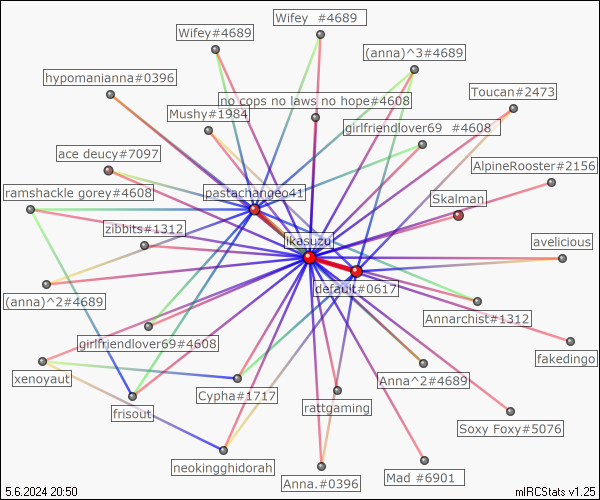 Wifey  #4689
Wifey#4689
(anna)^3#4689
hypomanianna#0396
Toucan#2473
no cops no laws no hope#4608
Mushy#1984
girlfriendlover69  #4608
ace deucy#7097
AlpineRooster#2156
ramshackle gorey#4608
pastachangeo41
Skalman
zibbits#1312
ikasuzu
avelicious
default#0617
(anna)^2#4689
Annarchist#1312
girlfriendlover69#4608
fakedingo
xenoyaut
Anna^2#4689
Cypha#1717
rattgaming
frisout
Soxy Foxy#5076
neokingghidorah
Anna.#0396
Mad #6901
5.6.2024 20:50
mIRCStats v1.25